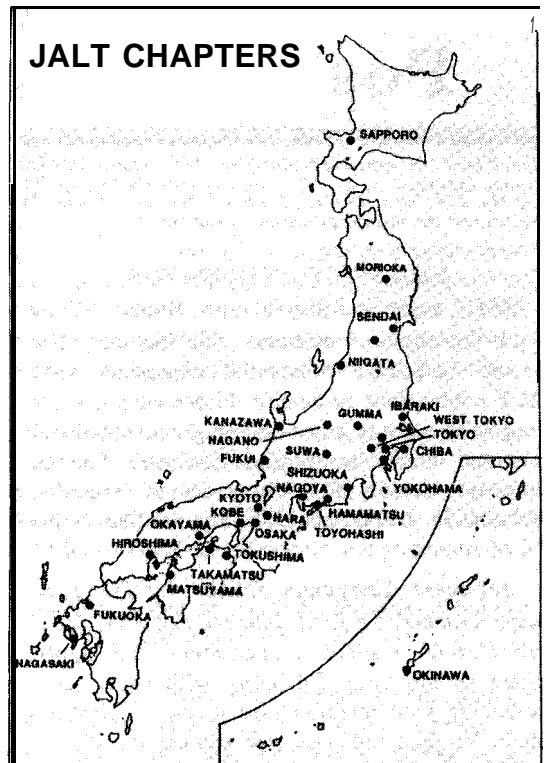 JALT CHAPTERS
SAPPORO
MORIOKA
SENDAI
NIIGATA
IBARAKI
GUMMA
WEST TOKYO
KANAZAWA
TOKYO
NAGANO
SUWA
CHIBA
FUKUI
SHIZUOKA
YOKOHAMA
NAGOYA
KYOTO
HAMAMATSU
KOBE
NARA
OKAYAMA
OSAKA
TOYOHASHI
HIROSHIMA
TOKUSHIMA
TAKAMATSU
MATSUYAMA
FUKUOKA
NAGASAKI
OKINAWA